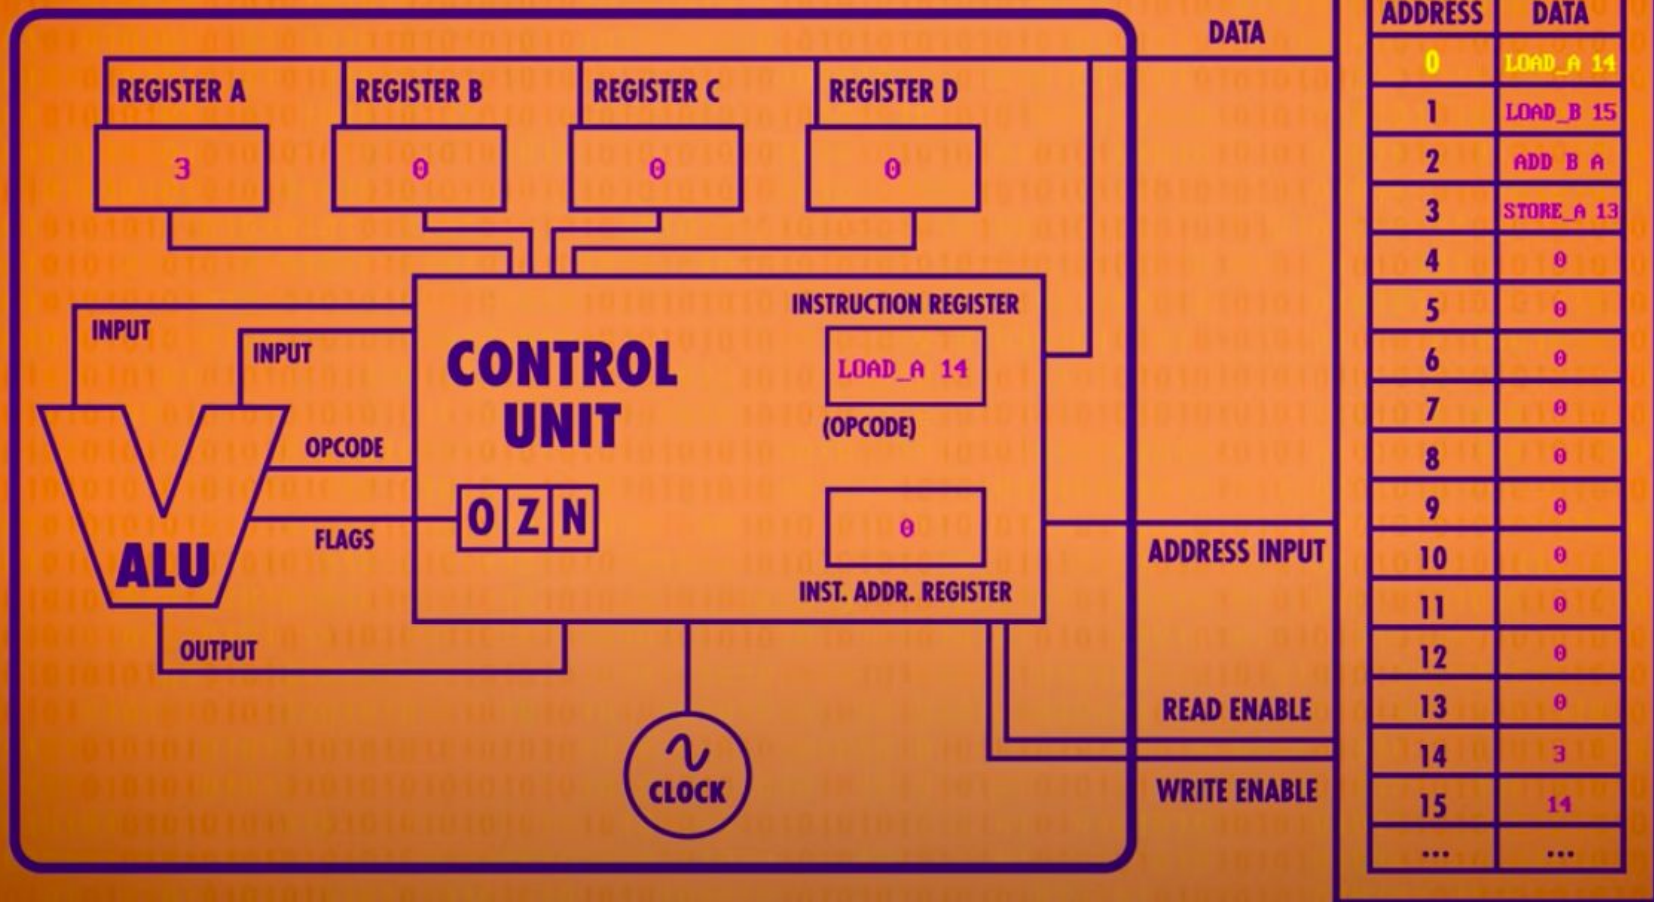 DATA
REGISTER A
REGISTER B
REGISTER C
REGISTER D
3
0
0
0
INPUT
INPUT
CONTROL
UNIT
OPCODE
O Z N
FLAGS
ALU
OUTPUT
INSTRUCTION REGISTER
LOAD_A 14
(OPCODE)
0
INST. ADDR. REGISTER
CLOCK
ADDRESS INPUT
READ ENABLE
WRITE ENABLE
ADDRESS DATA
0 LOAD_A 14
1 LOAD_B 15
2 ADD B A
3 STORE_A 13
4 0
5 0
6 0
7 0
8 0
9 0
10 0
11 0
12 0
13 0
14 3
15 14
... ...